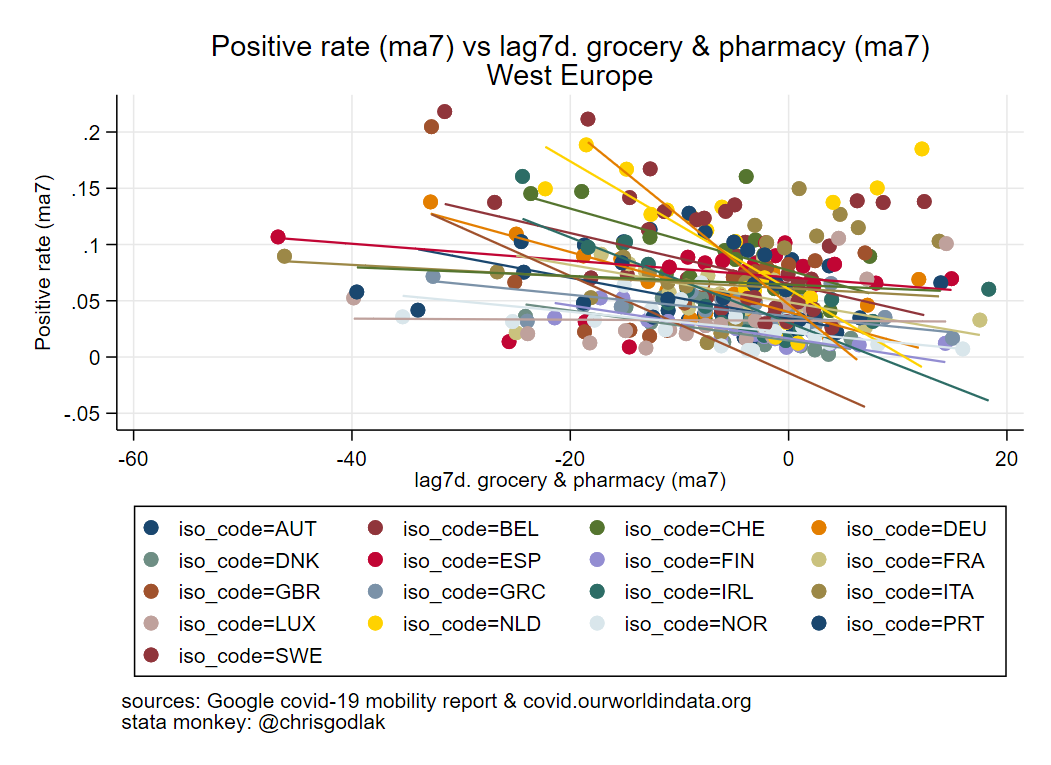 Positive rate (ma7) vs lag7d. grocery & pharmacy (ma7)
West Europe
Positive rate (ma7)
.2
.15
.1
.05
0
-.05
-60 -40 -20 0 20
lag7d. grocery & pharmacy (ma7)
iso_code=AUT iso_code=BEL iso_code=CHE iso_code=DEU
iso_code=DNK iso_code=ESP iso_code=FIN iso_code=FRA
iso_code=GBR iso_code=GRC iso_code=IRL iso_code=ITA
iso_code=LUX iso_code=NLD iso_code=NOR iso_code=PRT
iso_code=SWE
sources: Google covid-19 mobility report & covid.ourworldindata.org
stata monkey: @chrisgodlak